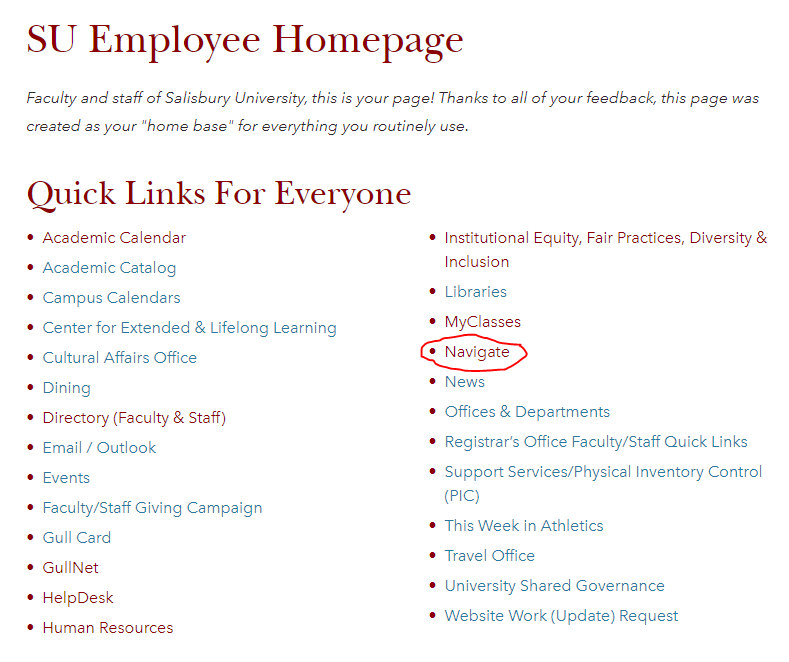 SU Employee Homepage
Faculty and staff of Salisbury University, this is your page! Thanks to all of your feedback, this page was
created as your "home base" for everything you routinely use.
Quick Links For Everyone
• Academic Calendar
• Academic Catalog
• Campus Calendars
• Center for Extended & Lifelong Learning
• Cultural Affairs Office
• Dining
• Directory (Faculty & Staff)
• Email / Outlook
• Events
• Faculty/Staff Giving Campaign
• Gull Card
• GullNet
• HelpDesk
• Human Resources
• Institutional Equity, Fair Practices, Diversity &
Inclusion
• Libraries
• MyClasses
• Navigate
• News
• Offices & Departments
• Registrar's Office Faculty/Staff Quick Links
• Support Services/Physical Inventory Control
(PIC)
• This Week in Athletics
• Travel Office
• University Shared Governance
• Website Work (Update) Request